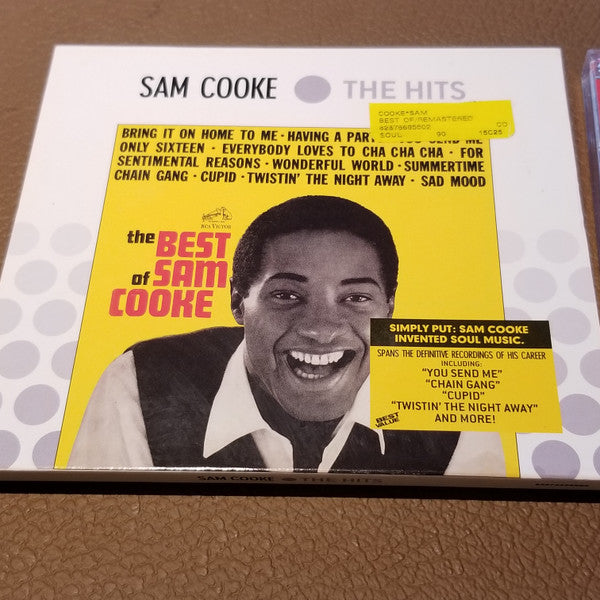 SAM COOKE THE HITS
COOKE*SAM
BEST OF/REMASTERED CD
82876695502
SOUL 90 15C25
BRING IT ON HOME TO ME · HAVING A PAR
ONLY SIXTEEN · EVERYBODY LOVES TO CHA CHA CHA · FOR
SENTIMENTAL REASONS · WONDERFUL WORLD · SUMMERTIME
CHAIN GANG · CUPID · TWISTIN' THE NIGHT AWAY · SAD MOOD
RCA VICTOR
the BEST
of SAM
COOKE
SIMPLY PUT: SAM COOKE
INVENTED SOUL MUSIC.
SPANS THE DEFINITIVE RECORDINGS OF HIS CAREER
INCLUDING:
"YOU SEND ME"
"CHAIN GANG"
"CUPID"
"TWISTIN' THE NIGHT AWAY"
AND MORE!
BEST
VALUE
SAM COOKE THE HITS